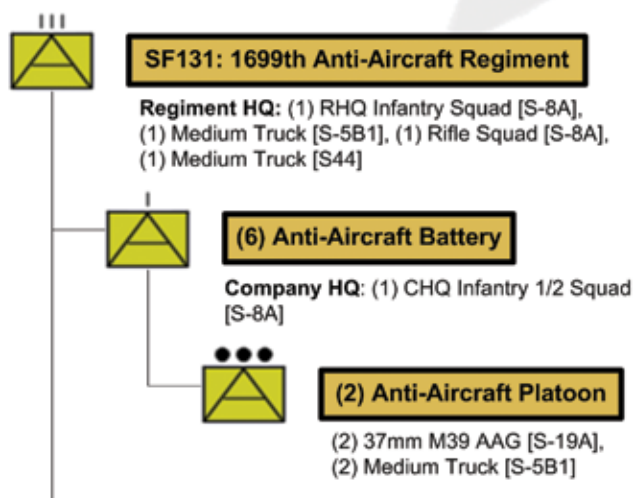 SF131: 1699th Anti-Aircraft Regiment
Regiment HQ: (1) RHQ Infantry Squad [S-8A],
(1) Medium Truck [S-5B1], (1) Rifle Squad [S-8A],
(1) Medium Truck [S44]
(6) Anti-Aircraft Battery
Company HQ: (1) CHQ Infantry 1/2 Squad
[S-8A]
(2) Anti-Aircraft Platoon
(2) 37mm M39 AAG [S-19A],
(2) Medium Truck [S-5B1]